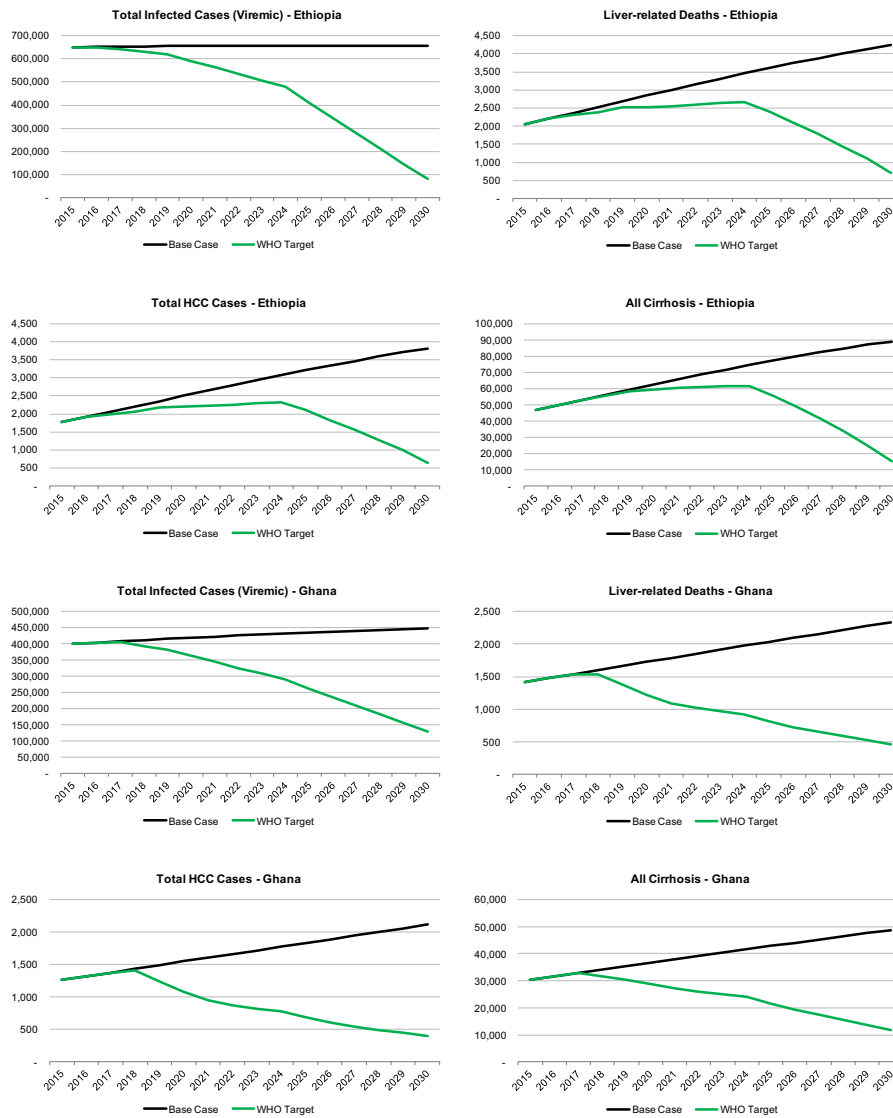 Total Infected Cases (Viremic) - Ethiopia
700,000
600,000
500,000
400,000
300,000
200,000
100,000
-
2015 2016 2017 2018 2019 2020 2021 2022 2023 2024 2025 2026 2027 2028 2029 2030
Base Case WHO Target
Liver-related Deaths - Ethiopia
4,500
4,000
3,500
3,000
2,500
2,000
1,500
1,000
500
-
2015 2016 2017 2018 2019 2020 2021 2022 2023 2024 2025 2026 2027 2028 2029 2030
Base Case WHO Target
Total HCC Cases - Ethiopia
4,500
4,000
3,500
3,000
2,500
2,000
1,500
1,000
500
-
2015 2016 2017 2018 2019 2020 2021 2022 2023 2024 2025 2026 2027 2028 2029 2030
Base Case WHO Target
All Cirrhosis - Ethiopia
100,000
90,000
80,000
70,000
60,000
50,000
40,000
30,000
20,000
10,000
-
2015 2016 2017 2018 2019 2020 2021 2022 2023 2024 2025 2026 2027 2028 2029 2030
Base Case WHO Target
Total Infected Cases (Viremic) - Ghana
500,000
450,000
400,000
350,000
300,000
250,000
200,000
150,000
100,000
50,000
-
2015 2016 2017 2018 2019 2020 2021 2022 2023 2024 2025 2026 2027 2028 2029 2030
Base Case WHO Target
Liver-related Deaths - Ghana
2,500
2,000
1,500
1,000
500
-
2015 2016 2017 2018 2019 2020 2021 2022 2023 2024 2025 2026 2027 2028 2029 2030
Base Case WHO Target
Total HCC Cases - Ghana
2,500
2,000
1,500
1,000
500
-
2015 2016 2017 2018 2019 2020 2021 2022 2023 2024 2025 2026 2027 2028 2029 2030
Base Case WHO Target
All Cirrhosis - Ghana
60,000
50,000
40,000
30,000
20,000
10,000
-
2015 2016 2017 2018 2019 2020 2021 2022 2023 2024 2025 2026 2027 2028 2029 2030
Base Case WHO Target